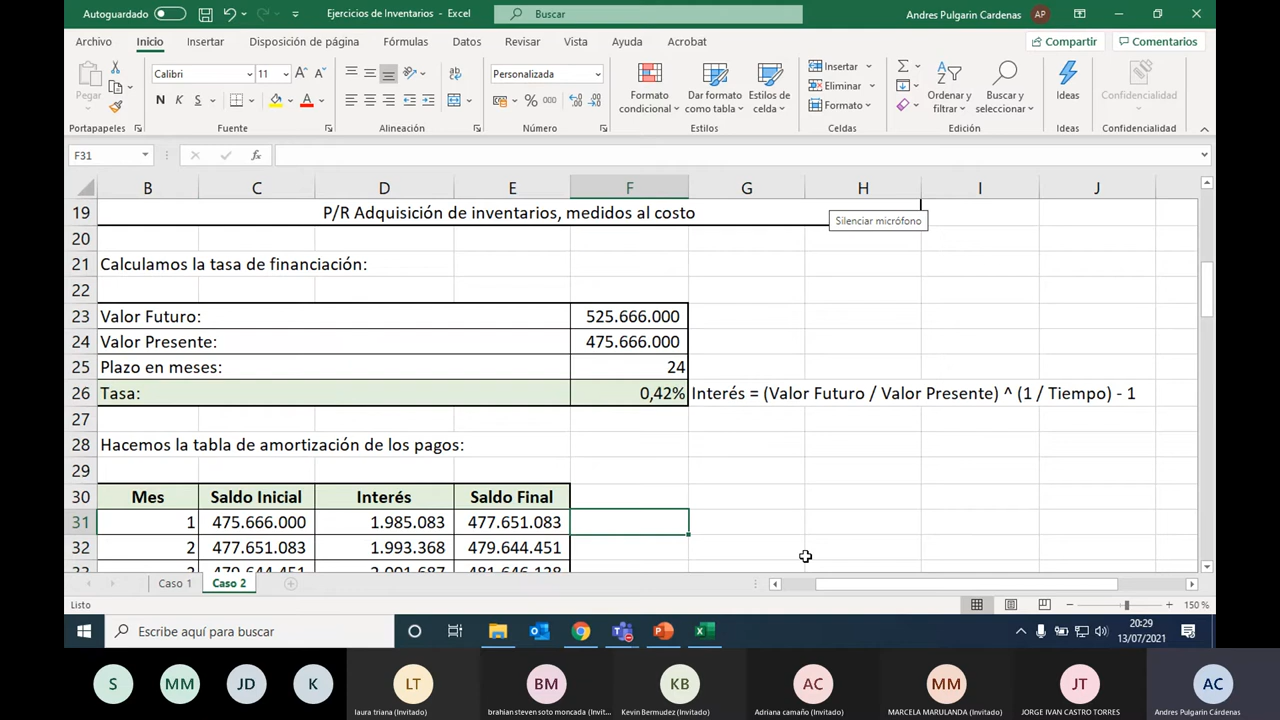 Autoguardado
Ejercicios de Inventarios - Excel
Buscar
Andres Pulgarin Cardenas
AP
Archivo
Inicio
Insertar
Disposición de página
Fórmulas
Datos
Revisar
Vista
Ayuda
Acrobat
Compartir
Comentarios
Pegar
Calibri
11
N K S
Personalizada
Formato condicional
Dar formato como tabla
Estilos de celda
Insertar
Eliminar
Formato
Ordenar y filtrar
Buscar y seleccionar
Ideas
Confidencialidad
Portapapeles
Fuente
Alineación
Número
Estilos
Celdas
Edición
Ideas
Confidencialidad
F31
fx
B C D E F G H I J
19 P/R Adquisición de inventarios, medidos al costo
Silenciar micrófono
20
21 Calculamos la tasa de financiación:
22
23 Valor Futuro: 525.666.000
24 Valor Presente: 475.666.000
25 Plazo en meses: 24
26 Tasa: 0,42% Interés = (Valor Futuro / Valor Presente) ^ (1 / Tiempo) - 1
27
28 Hacemos la tabla de amortización de los pagos:
29
30 Mes Saldo Inicial Interés Saldo Final
31 1 475.666.000 1.985.083 477.651.083
32 2 477.651.083 1.993.368 479.644.451
Caso 1
Caso 2
Listo
150 %
Escribe aquí para buscar
20:29
13/07/2021
S MM JD K LT BM KB AC MM JT AC
laura triana (Invitado)
brahian steven soto moncada (Invit...
Kevin Bermudez (Invitado)
Adriana camaño (Invitado)
MARCELA MARULANDA (Invitado)
JORGE IVAN CASTRO TORRES
Andres Pulgarin Cárdenas